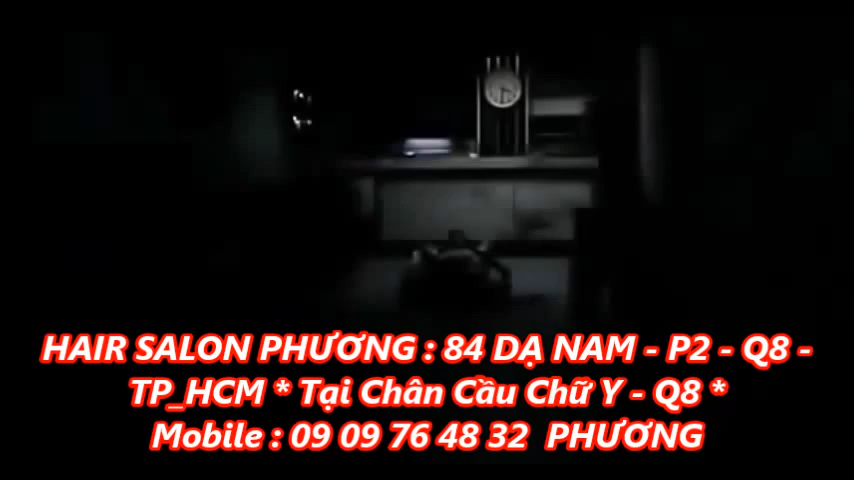 HAIR SALON PHƯƠNG : 84 DẠ NAM - P2 - Q8 -
TP_HCM * Tại Chân Cầu Chữ Y - Q8 *
Mobile : 09 09 76 48 32 PHƯƠNG